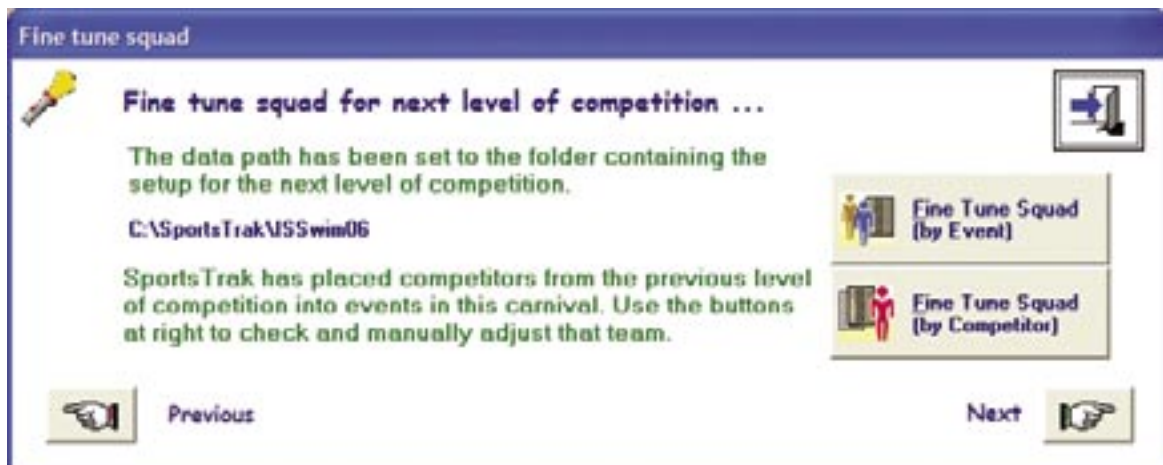 Fine tune squad
Fine tune squad for next level of competition ...
The data path has been set to the folder containing the
setup for the next level of competition.
C:\SportsTrak\ISSwim06
SportsTrak has placed competitors from the previous level
of competition into events in this carnival. Use the buttons
at right to check and manually adjust that team.
Fine Tune Squad
(by Event)
Fine Tune Squad
(by Competitor)
Previous
Next